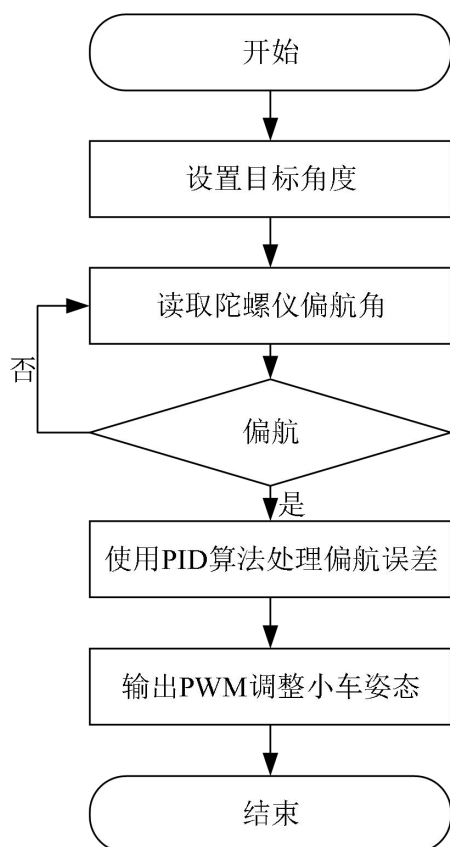 开始
设置目标角度
读取陀螺仪偏航角
否
偏航
是
使用PID算法处理偏航误差
输出PWM调整小车姿态
结束